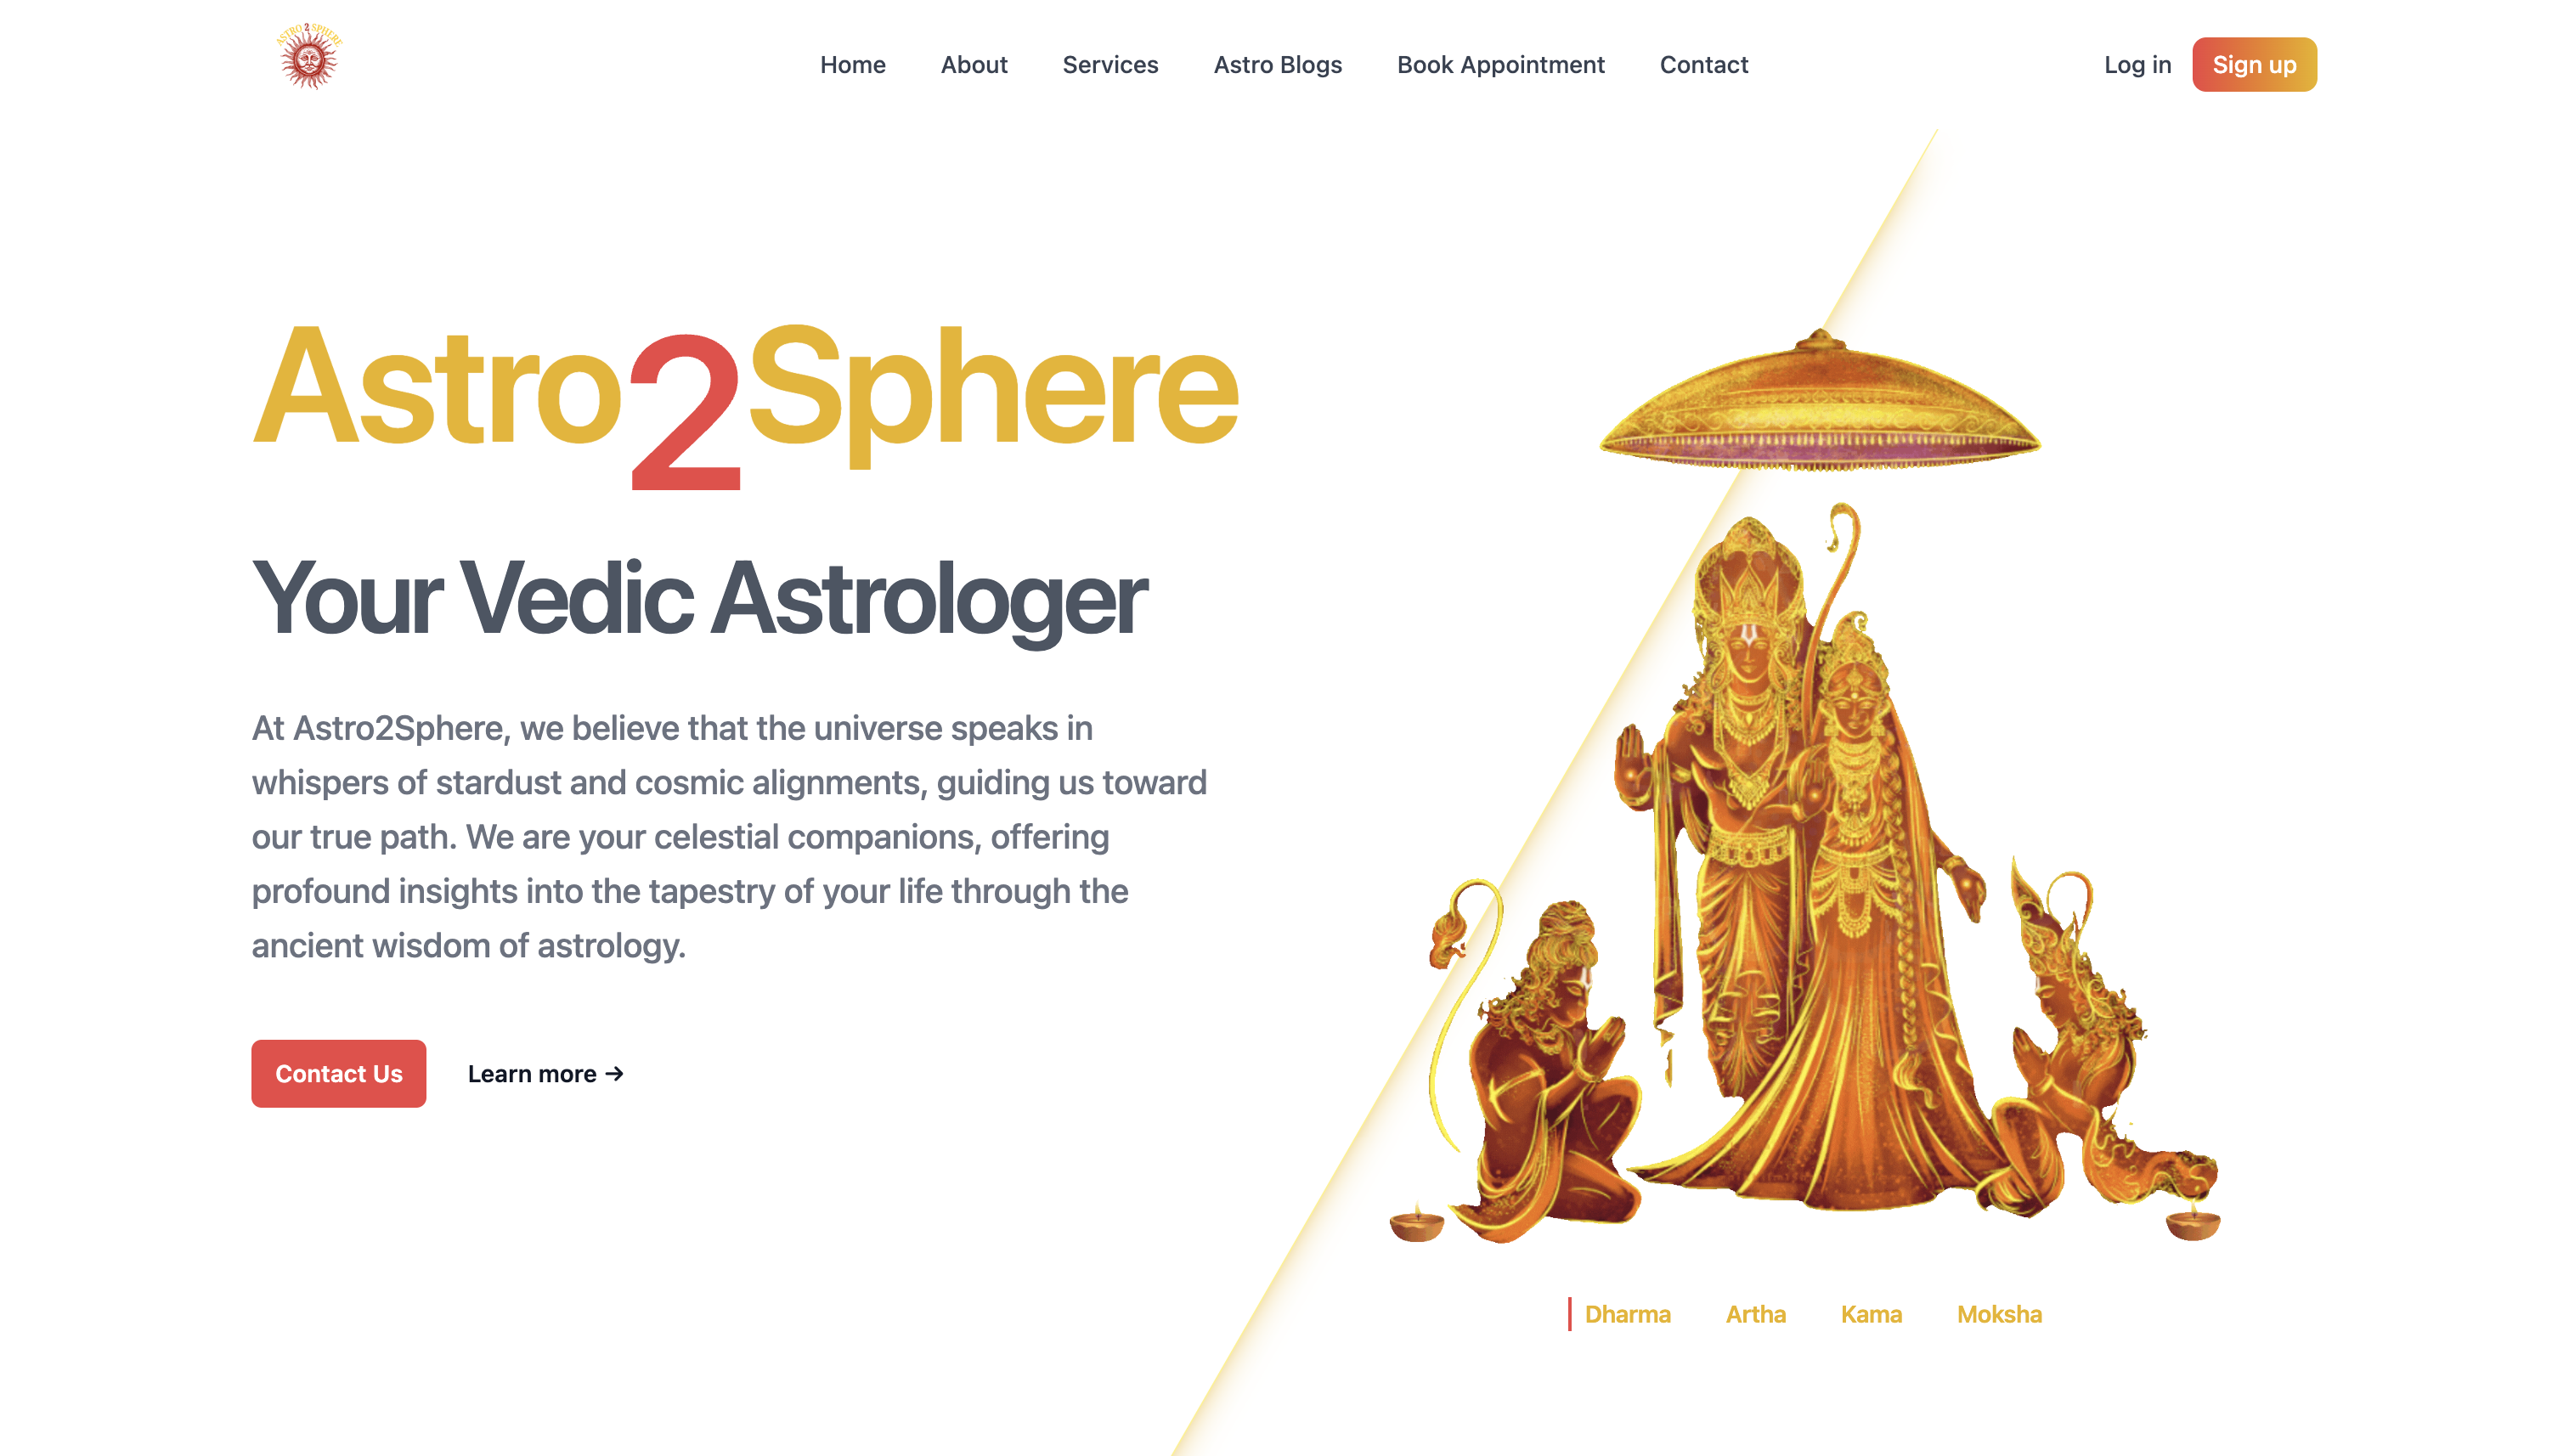 ASTRO 2 SPHERE
Home About Services Astro Blogs Book Appointment Contact
Log in Sign up
Astro2Sphere
Your Vedic Astrologer
At Astro2Sphere, we believe that the universe speaks in
whispers of stardust and cosmic alignments, guiding us toward
our true path. We are your celestial companions, offering
profound insights into the tapestry of your life through the
ancient wisdom of astrology.
Contact Us Learn more →
Dharma Artha Kama Moksha